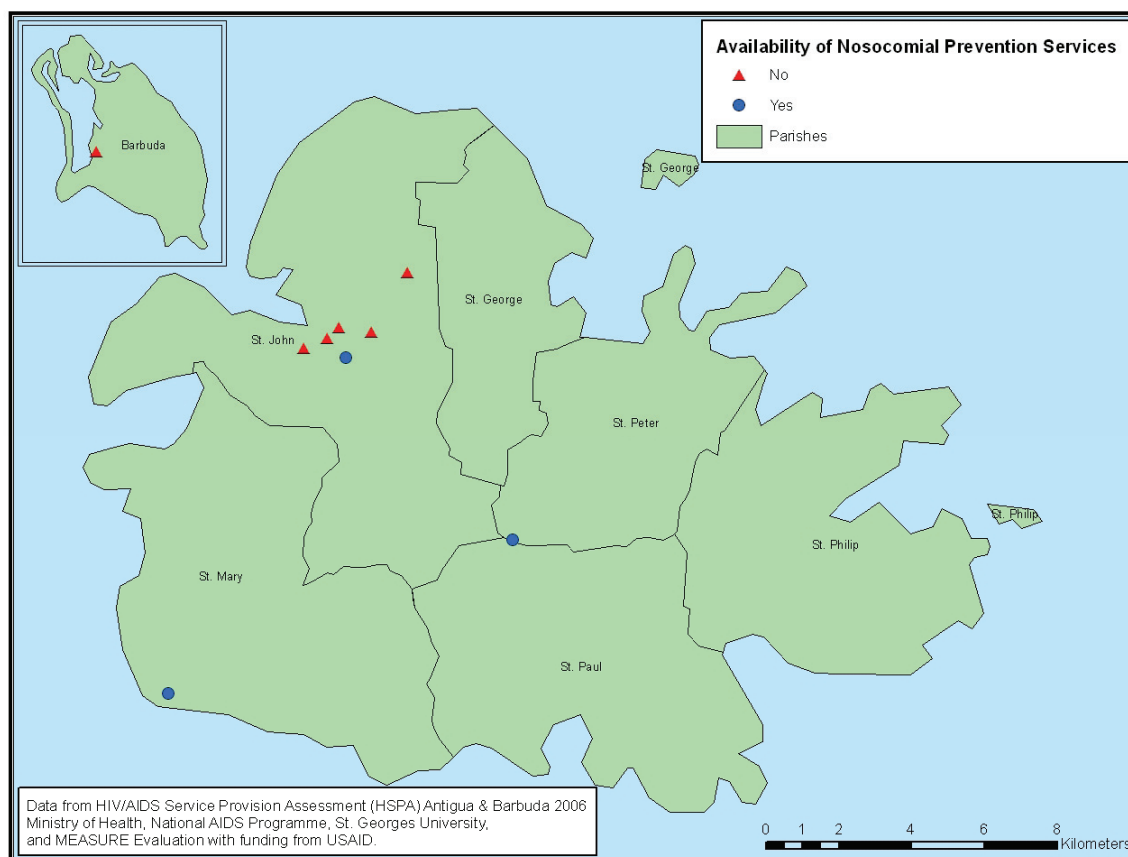 Availability of Nosocomial Prevention Services
No
Yes
Parishes
Barbuda
St. George
St. George
St. John
St. Peter
St. Philip
St. Philip
St. Mary
St. Paul
Data from HIV/AIDS Service Provision Assessment (HSPA) Antigua & Barbuda 2006
Ministry of Health, National AIDS Programme, St. Georges University,
and MEASURE Evaluation with funding from USAID.
0 1 2 4 6 8
Kilometers